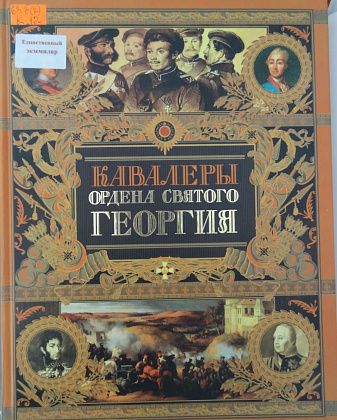 Единственный
экземпляр
КАВАЛЕРЫ
ОРДЕНА СВЯТОГО
ГЕОРГИЯ